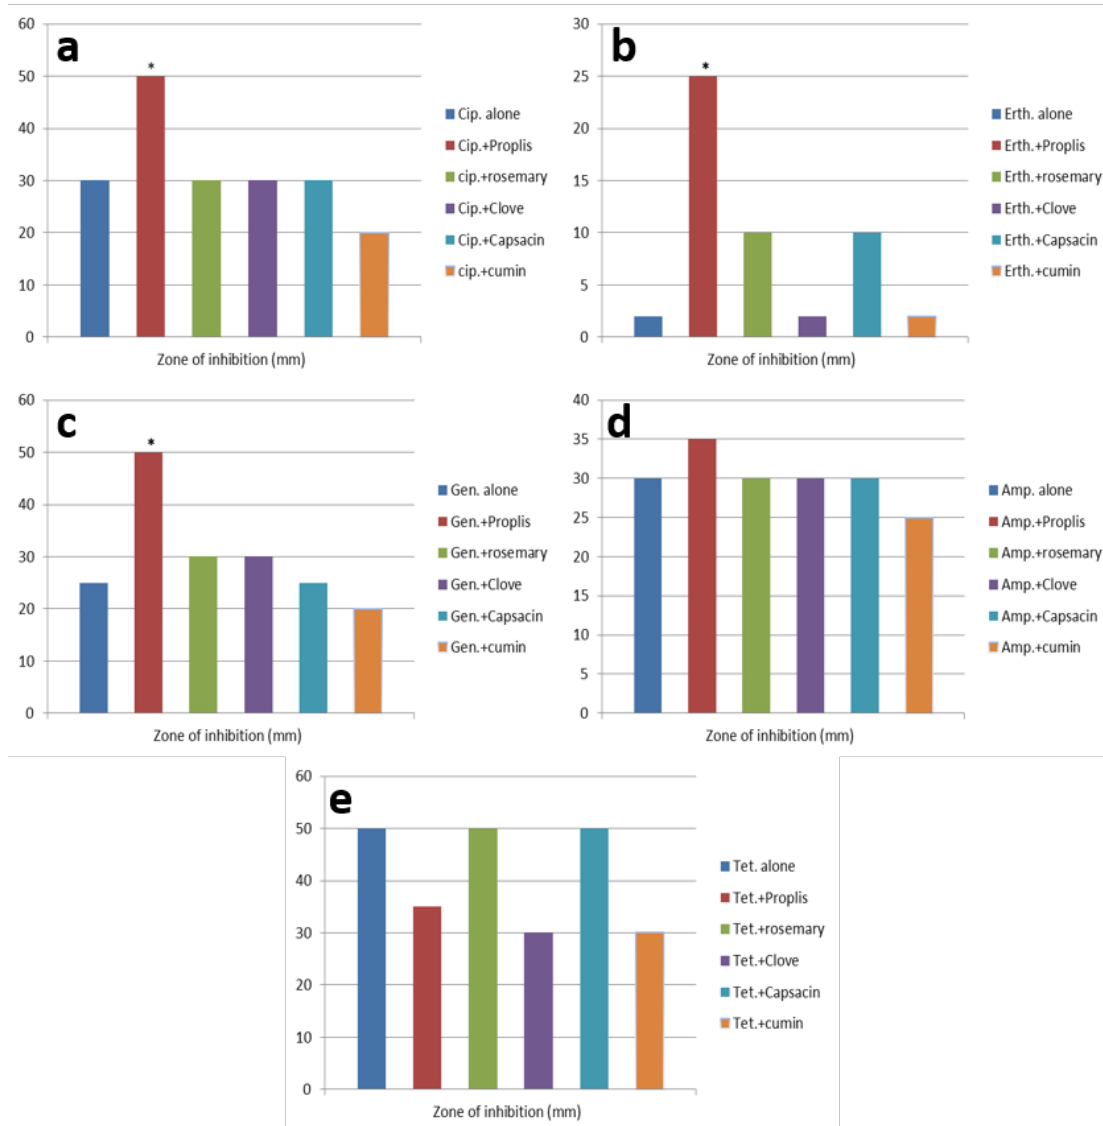 a
60
50
40
30
20
10
0
*
Zone of inhibition (mm)
Cip. alone
Cip.+Proplis
cip.+rosemary
Cip.+Clove
Cip.+Capsacin
cip.+cumin
b
30
25
20
15
10
5
0
*
Zone of inhibition (mm)
Erth. alone
Erth.+Proplis
Erth.+rosemary
Erth.+Clove
Erth.+Capsacin
Erth.+cumin
c
60
50
40
30
20
10
0
*
Zone of inhibition (mm)
Gen. alone
Gen.+Proplis
Gen.+rosemary
Gen.+Clove
Gen.+Capsacin
Gen.+cumin
d
40
35
30
25
20
15
10
5
0
Zone of inhibition (mm)
Amp. alone
Amp.+Proplis
Amp.+rosemary
Amp.+Clove
Amp.+Capsacin
Amp.+cumin
e
60
50
40
30
20
10
0
Zone of inhibition (mm)
Tet. alone
Tet.+Proplis
Tet.+rosemary
Tet.+Clove
Tet.+Capsacin
Tet.+cumin